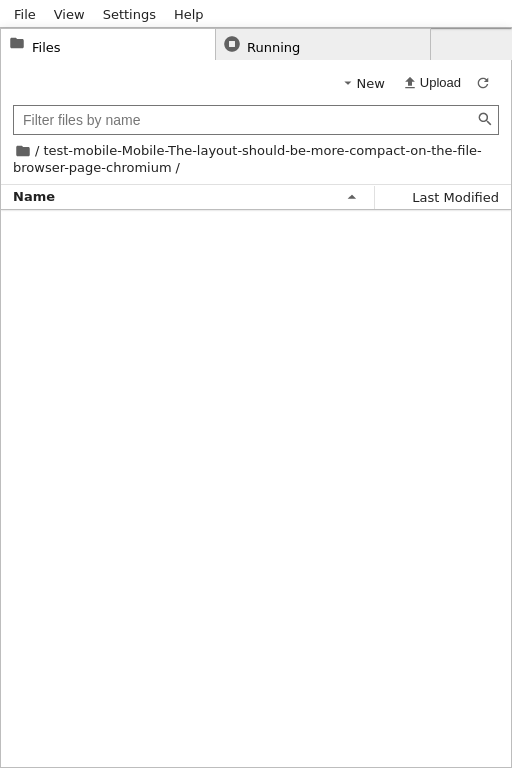 File View Settings Help
Files Running
New Upload
Filter files by name
/ test-mobile-Mobile-The-layout-should-be-more-compact-on-the-file-
browser-page-chromium /
Name Last Modified